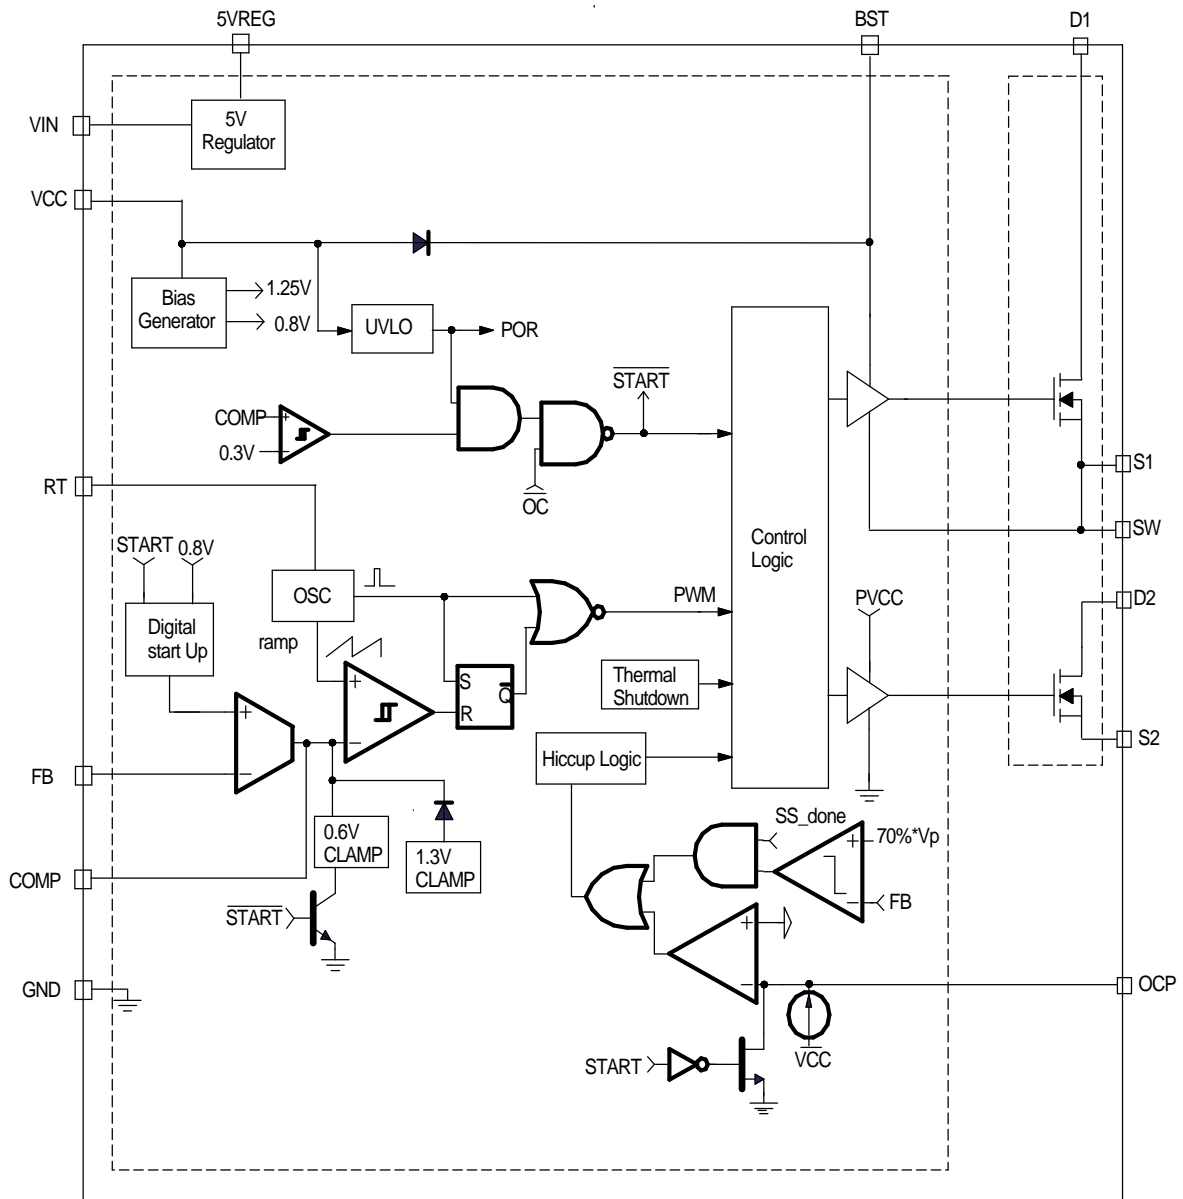 5VREG
BST
D1
VIN
5V
Regulator
VCC
Bias
Generator
1.25V
0.8V
UVLO
POR
START
COMP
+
0.3V
−
OC
RT
S1
SW
START
0.8V
Control
Logic
OSC
PWM
PVCC
D2
Digital
start Up
ramp
Thermal
Shutdown
+
S
Q
R
+
−
−
Hiccup Logic
S2
FB
0.6V
CLAMP
1.3V
CLAMP
SS_done
+
70%*Vp
COMP
START
−
FB
+
GND
−
OCP
START
VCC